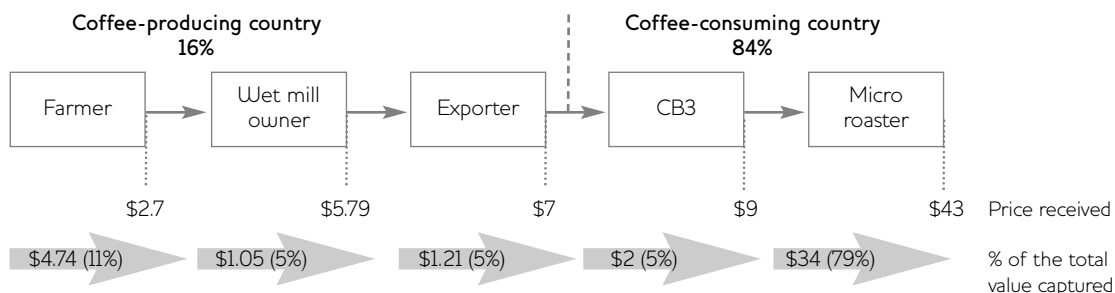 Coffee-producing country
16%
Coffee-consuming country
84%
Farmer
Wet mill
owner
Exporter
CB3
Micro
roaster
$2.7
$5.79
$7
$9
$43
Price received
$4.74 (11%)
$1.05 (5%)
$1.21 (5%)
$2 (5%)
$34 (79%)
% of the total
value captured